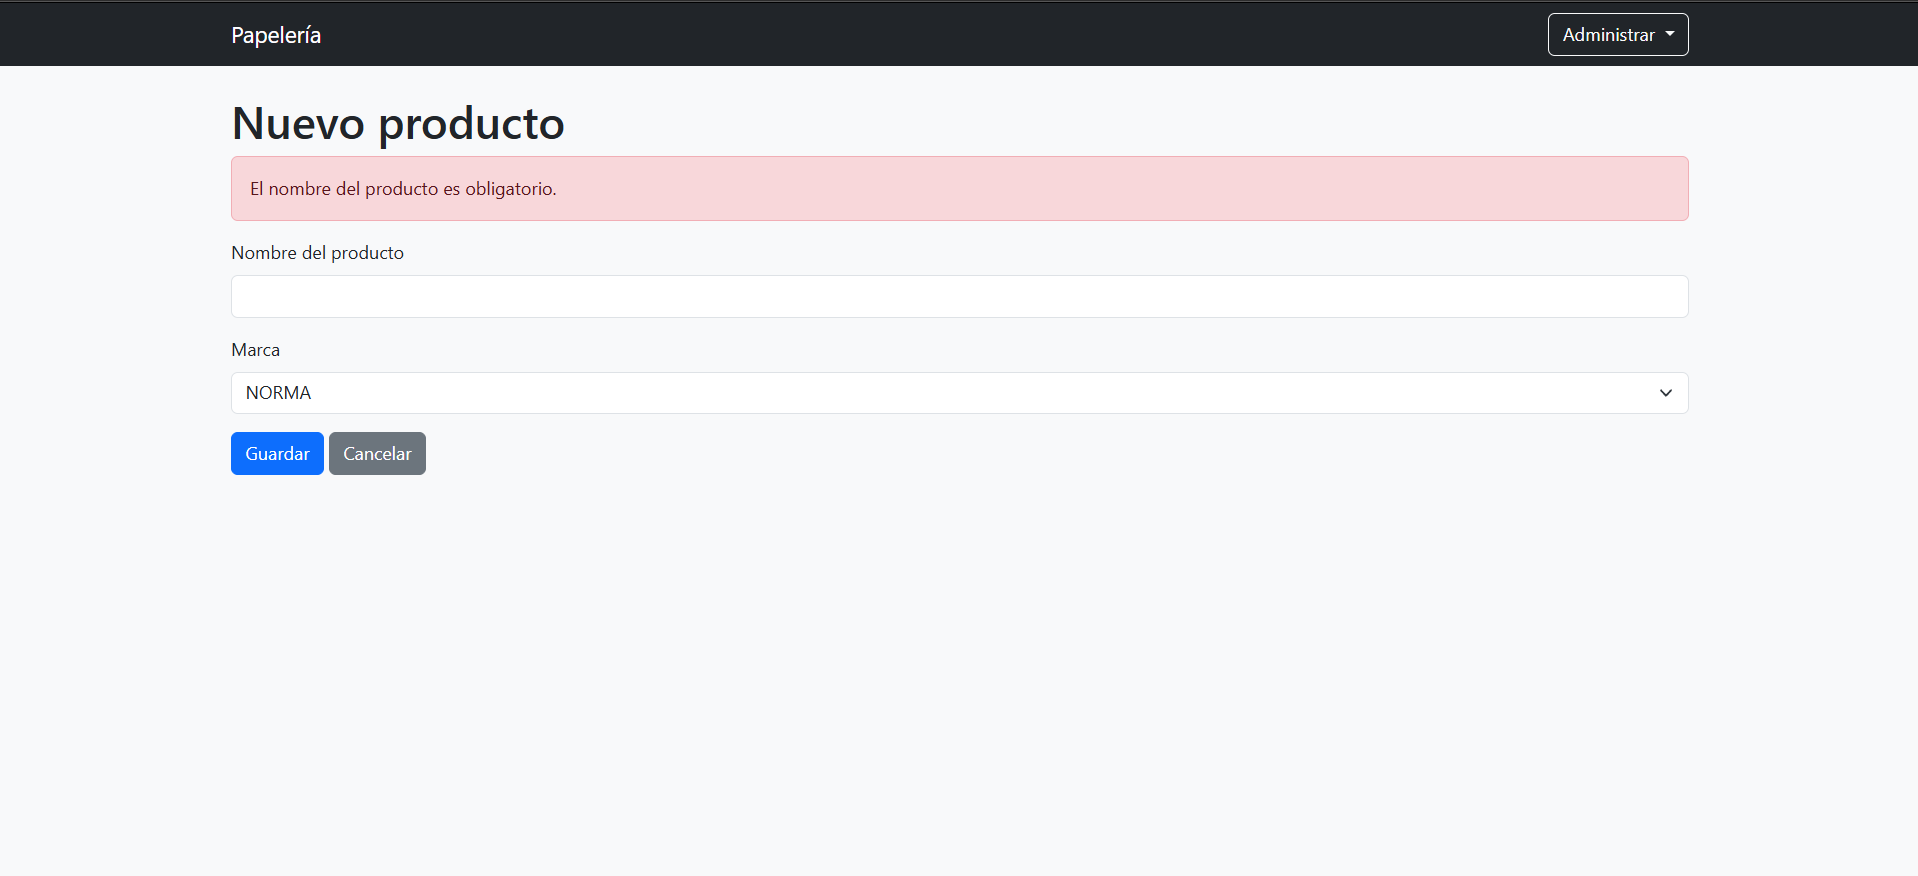 Papelería
Administrar
Nuevo producto
El nombre del producto es obligatorio.
Nombre del producto
Marca
NORMA
Guardar
Cancelar